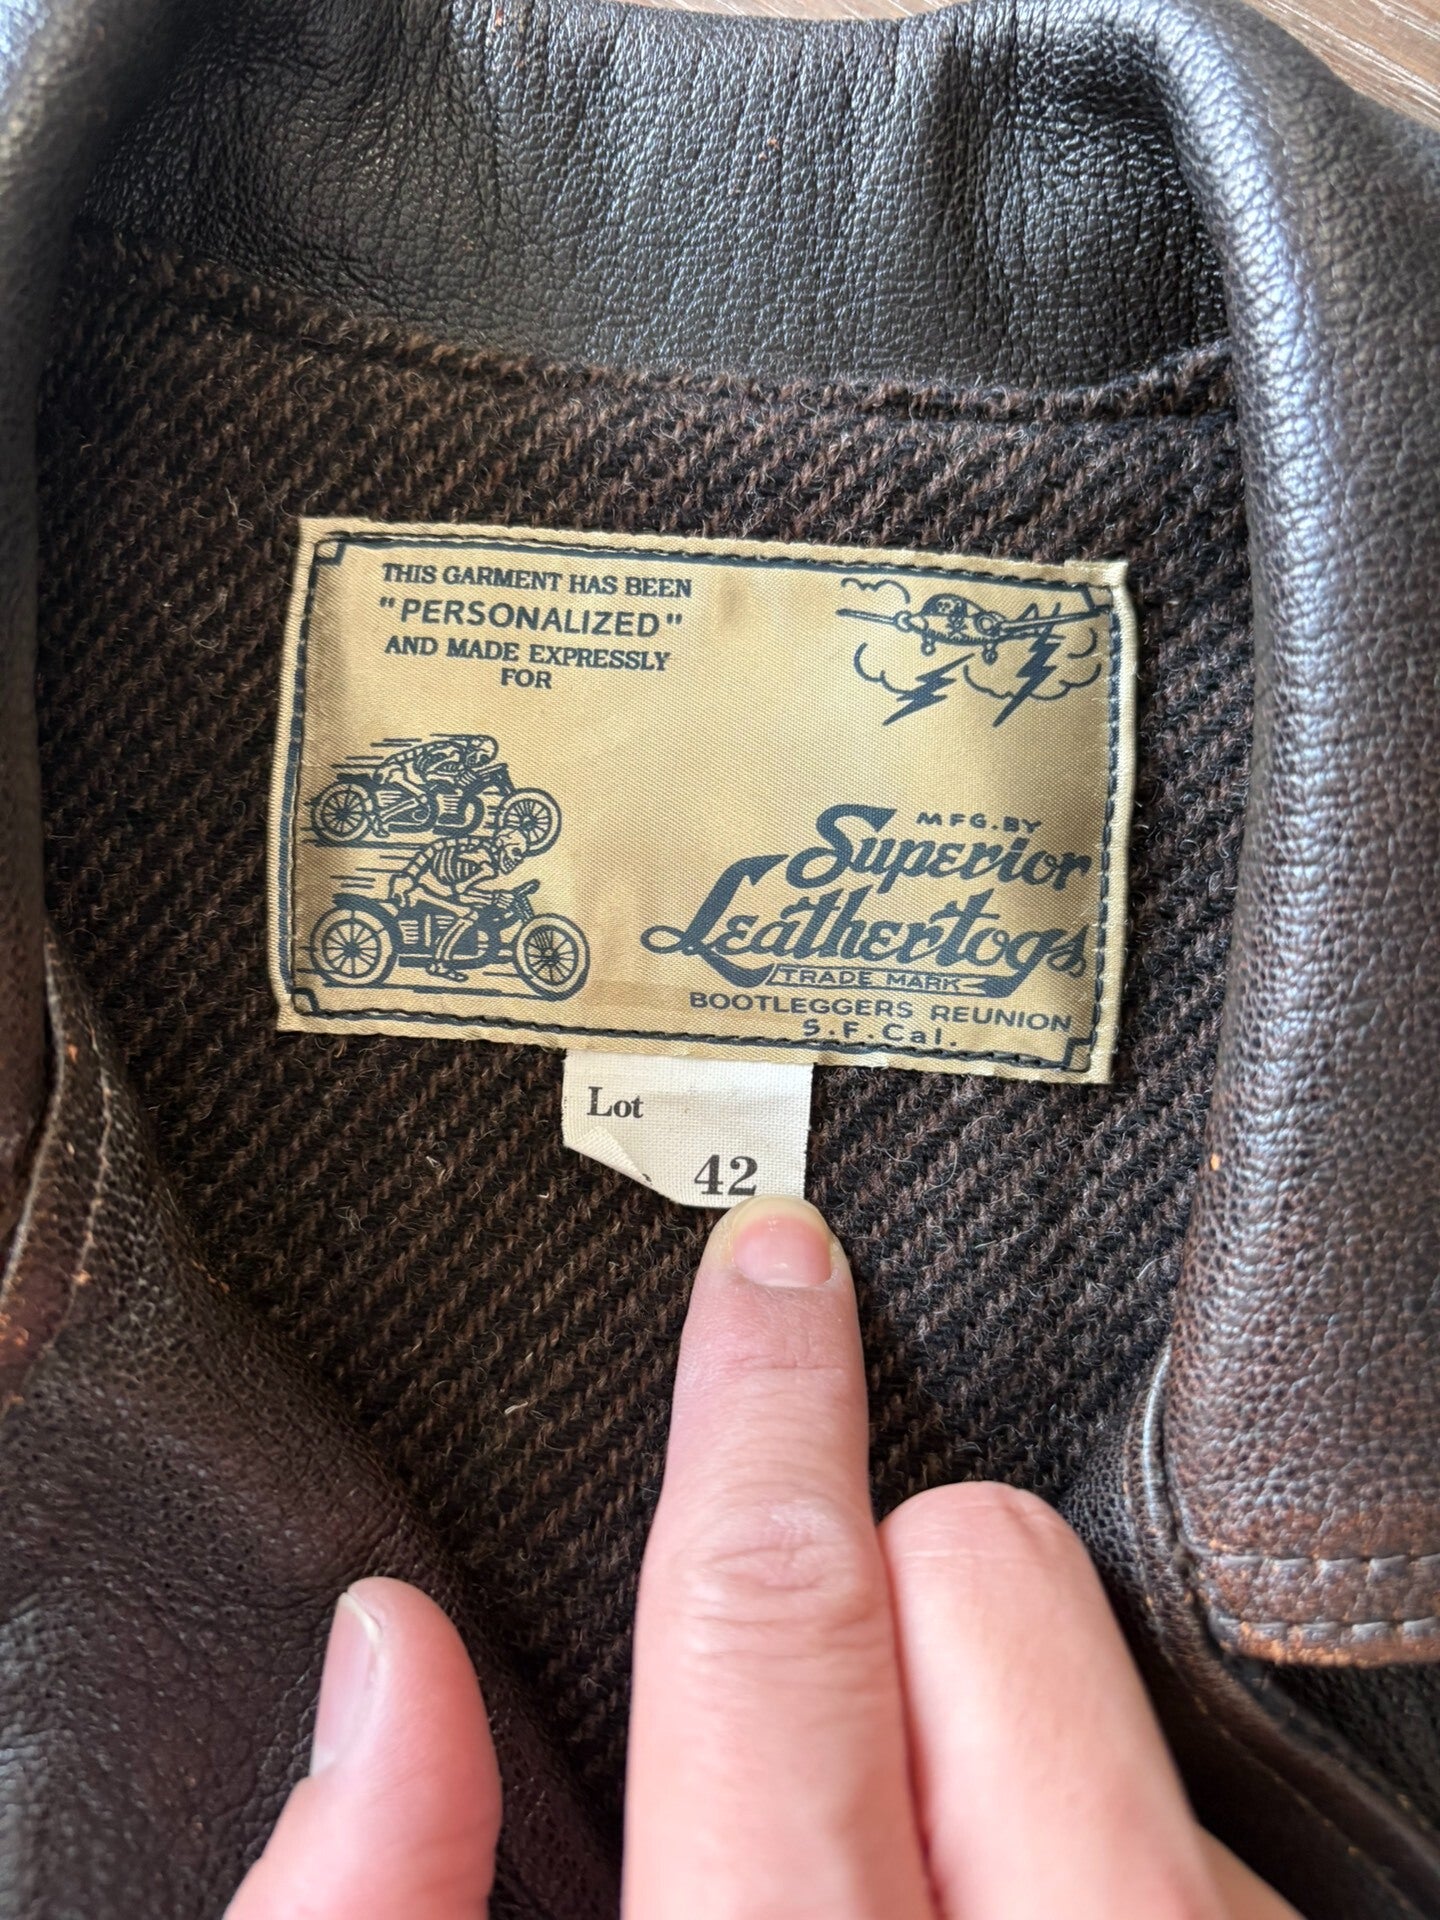 THIS GARMENT HAS BEEN
"PERSONALIZED"
AND MADE EXPRESSLY
FOR
MFG. BY
Superior
Leathertogs
TRADE MARK
BOOTLEGGERS REUNION
S.F.Cal.
Lot
42